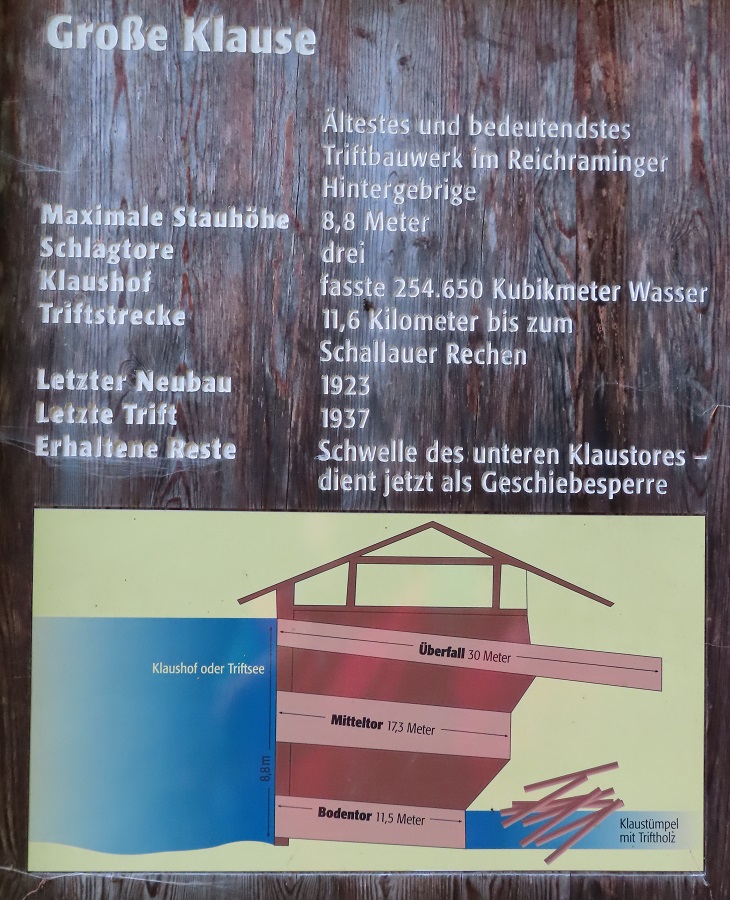 Große Klause
Ältestes und bedeutendstes
Triftbauwerk im Reichraminger
Hintergebrige
Maximale Stauhöhe 8,8 Meter
Schlagtore drei
Klaushof fasste 254.650 Kubikmeter Wasser
Triftstrecke 11,6 Kilometer bis zum
Schallauer Rechen
Letzter Neubau 1923
Letzte Trift 1937
Erhaltene Reste Schwelle des unteren Klaustores –
dient jetzt als Geschiebesperre
Überfall 30 Meter
Klaushof oder Triftsee
Mitteltor 17,3 Meter
8,8m
Bodentor 11,5 Meter
Klaustümpel
mit Triftholz